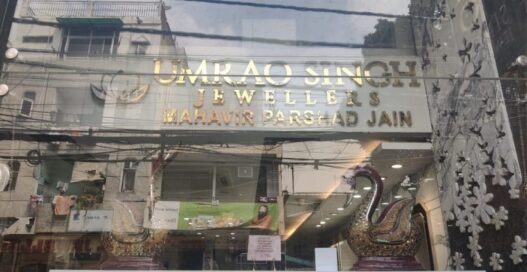 UMRAO SINGH
JEWELLERS
MAHAVIR PARSHAD JAIN